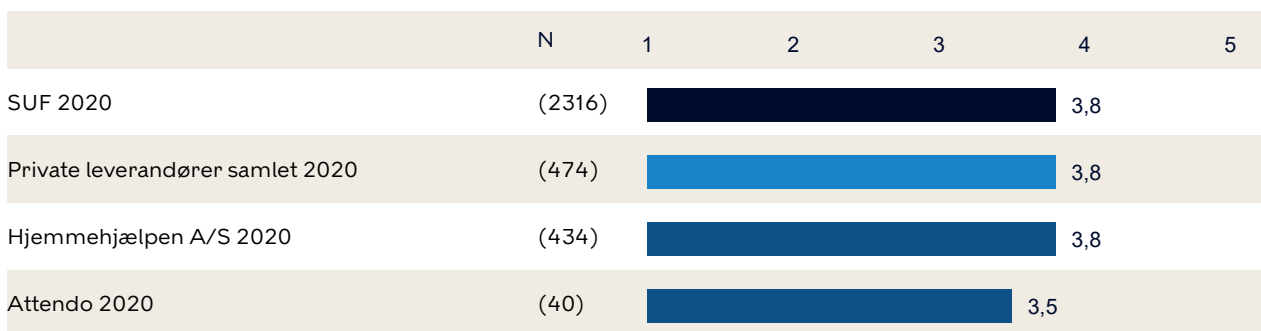 N 1 2 3 4 5
SUF 2020 (2316) 3,8
Private leverandører samlet 2020 (474) 3,8
Hjemmehjælpen A/S 2020 (434) 3,8
Attendo 2020 (40) 3,5